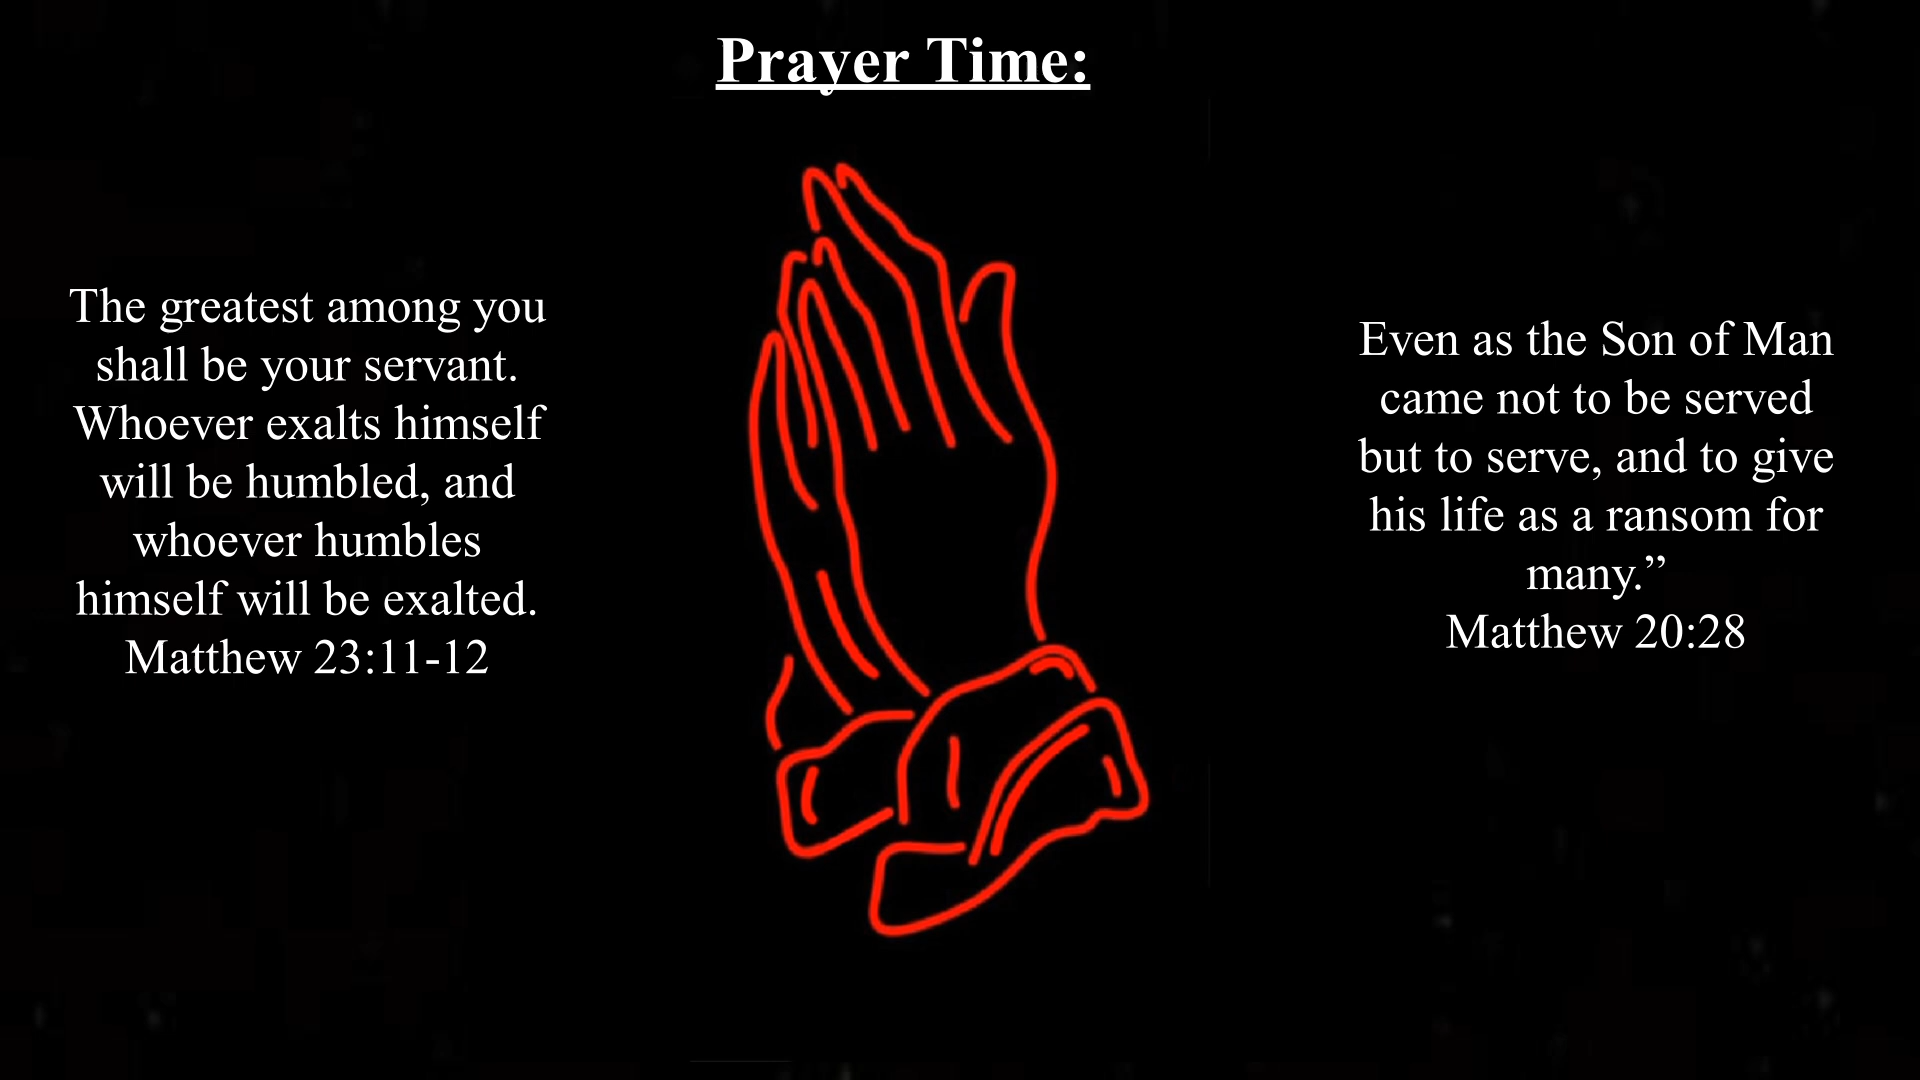 Prayer Time:
The greatest among you
shall be your servant.
Whoever exalts himself
will be humbled, and
whoever humbles
himself will be exalted.
Matthew 23:11-12
Even as the Son of Man
came not to be served
but to serve, and to give
his life as a ransom for
many.”
Matthew 20:28